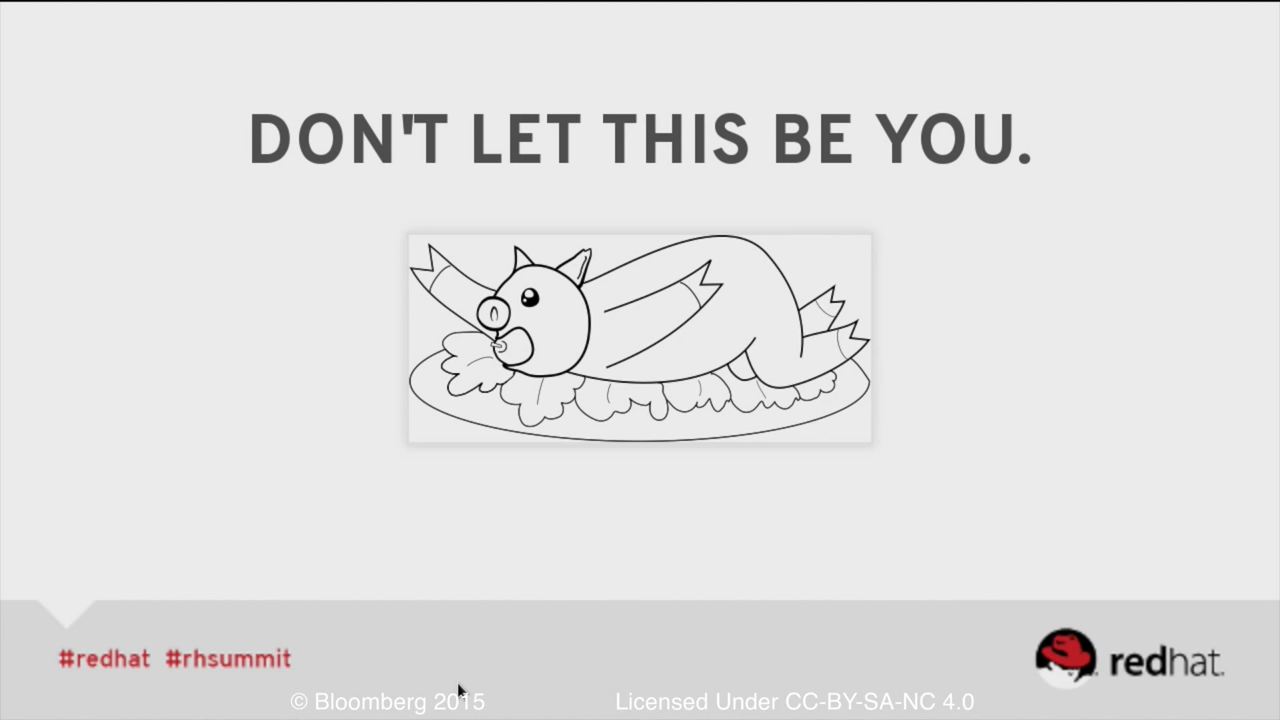 DON'T LET THIS BE YOU.
#redhat #rhsummit
redhat.
© Bloomberg 2015
Licensed Under CC-BY-SA-NC 4.0